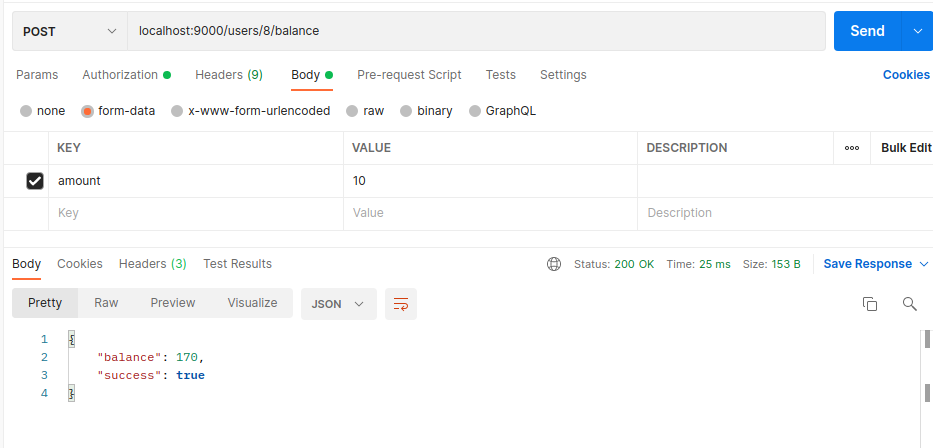 POST localhost:9000/users/8/balance Send
Params Authorization Headers (9) Body Pre-request Script Tests Settings Cookies
none form-data x-www-form-urlencoded raw binary GraphQL
KEY VALUE DESCRIPTION ooo Bulk Edit
amount 10
Key Value Description
Body Cookies Headers (3) Test Results Status: 200 OK Time: 25 ms Size: 153 B Save Response
Pretty Raw Preview Visualize JSON
1 {
2 "balance": 170,
3 "success": true
4 }